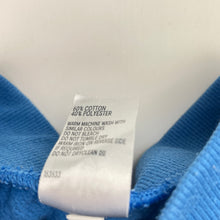 60% COTTON
40% POLYESTER
WARM MACHINE WASH WITH
SIMILAR COLOURS
DO NOT BLEACH
DO NOT TUMBLE DRY
WARM IRON ON REVERSE
SIDE IF REQUIRED
DO NOT DRYCLEAN